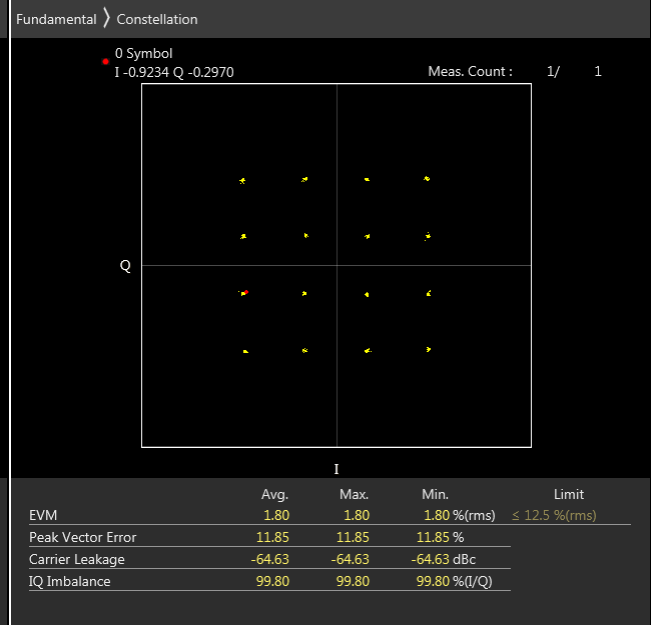 Fundamental 〉 Constellation
0 Symbol
I -0.9234 Q -0.2970
Meas. Count : 1/ 1
Q
I
Avg. Max. Min. Limit
EVM 1.80 1.80 1.80 %(rms) ≤ 12.5 %(rms)
Peak Vector Error 11.85 11.85 11.85 %
Carrier Leakage -64.63 -64.63 -64.63 dBc
IQ Imbalance 99.80 99.80 99.80 %(I/Q)